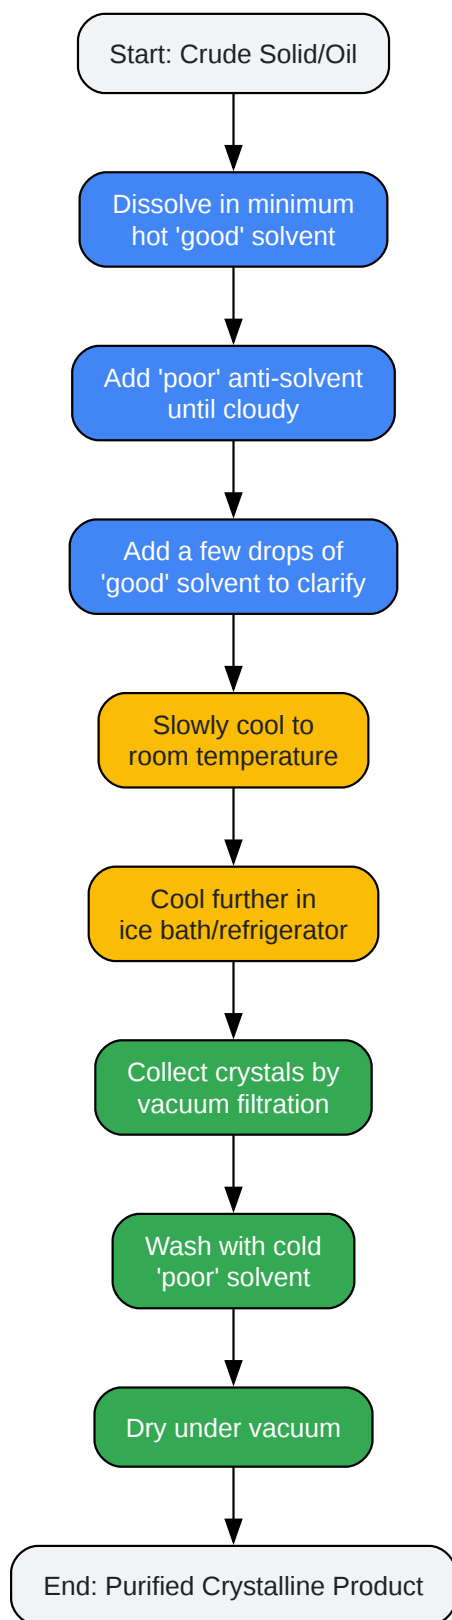 Start: Crude Solid/Oil
Dissolve in minimum
hot 'good' solvent
Add 'poor' anti-solvent
until cloudy
Add a few drops of
'good' solvent to clarify
Slowly cool to
room temperature
Cool further in
ice bath/refrigerator
Collect crystals by
vacuum filtration
Wash with cold
'poor' solvent
Dry under vacuum
End: Purified Crystalline Product